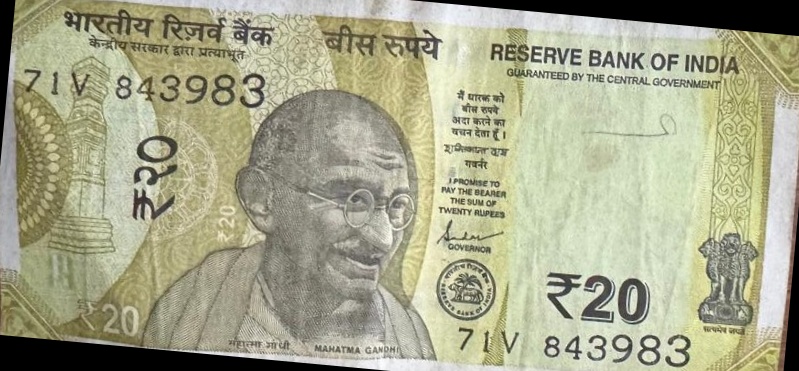 भारतीय रिज़र्व बैंक
केन्द्रीय सरकार द्वारा प्रत्याभूत
बीस रुपये
RESERVE BANK OF INDIA
GUARANTEED BY THE CENTRAL GOVERNMENT
71V 843983
₹२०
मैं धारक को
बीस रुपये
अदा करने का
वचन देता हूँ ।
शक्तिकान्त दास
गवर्नर
I PROMISE TO
PAY THE BEARER
THE SUM OF
TWENTY RUPEES
GOVERNOR
₹20
₹20
₹20
सत्यमेव जयते
महात्मा गांधी
MAHATMA GANDHI
71V 843983